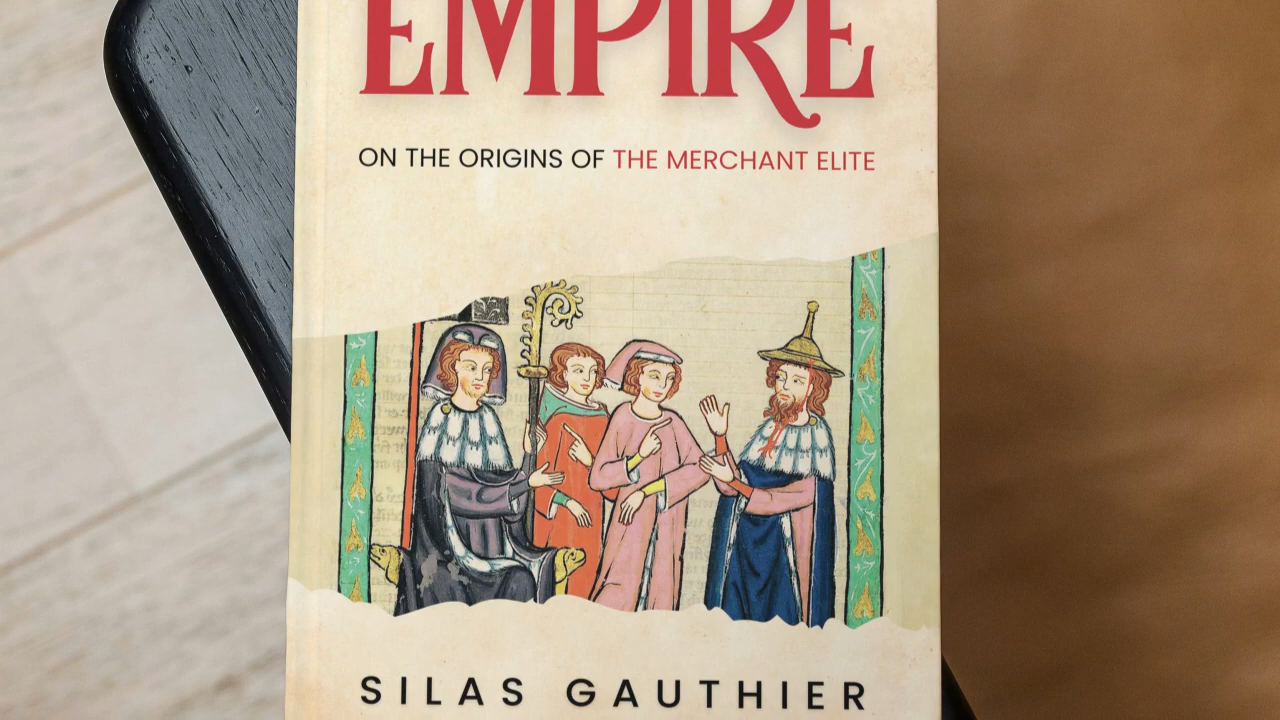 EMPIRE
ON THE ORIGINS OF THE MERCHANT ELITE
SILAS GAUTHIER